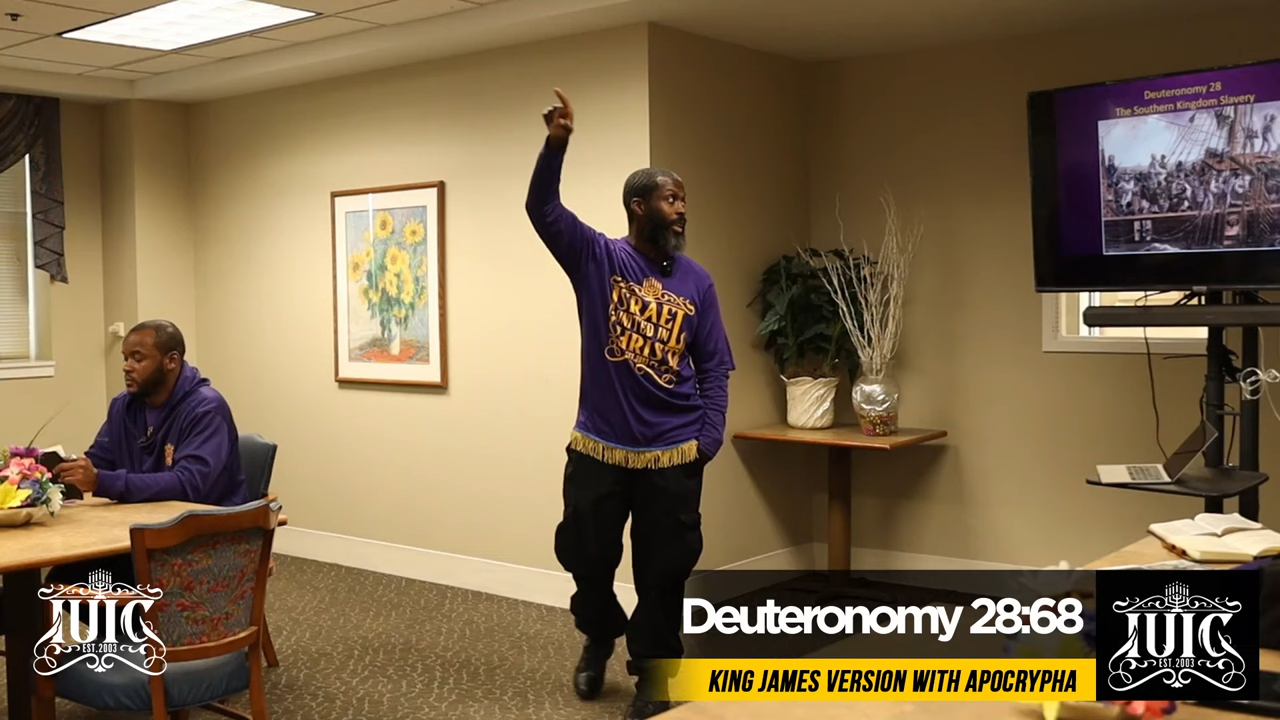 Deuteronomy 28
The Southern Kingdom Slavery
ISRAEL
UNITED IN
CHRIST
IUIC
EST. 2003
Deuteronomy 28:68
KING JAMES VERSION WITH APOCRYPHA
IUIC
EST. 2003